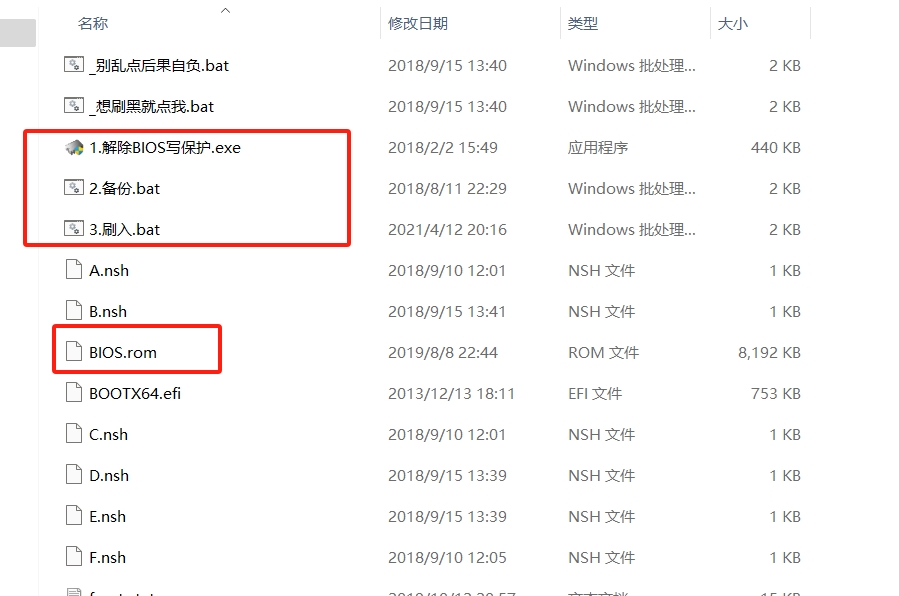 名称 修改日期 类型 大小
_别乱点后果自负.bat 2018/9/15 13:40 Windows 批处理... 2 KB
_想刷黑就点我.bat 2018/9/15 13:40 Windows 批处理... 2 KB
1.解除BIOS写保护.exe 2018/2/2 15:49 应用程序 440 KB
2.备份.bat 2018/8/11 22:29 Windows 批处理... 2 KB
3.刷入.bat 2021/4/12 20:16 Windows 批处理... 2 KB
A.nsh 2018/9/10 12:01 NSH 文件 1 KB
B.nsh 2018/9/15 13:41 NSH 文件 1 KB
BIOS.rom 2019/8/8 22:44 ROM 文件 8,192 KB
BOOTX64.efi 2013/12/13 18:11 EFI 文件 753 KB
C.nsh 2018/9/10 12:01 NSH 文件 1 KB
D.nsh 2018/9/15 13:39 NSH 文件 1 KB
E.nsh 2018/9/15 13:39 NSH 文件 1 KB
F.nsh 2018/9/10 12:05 NSH 文件 1 KB